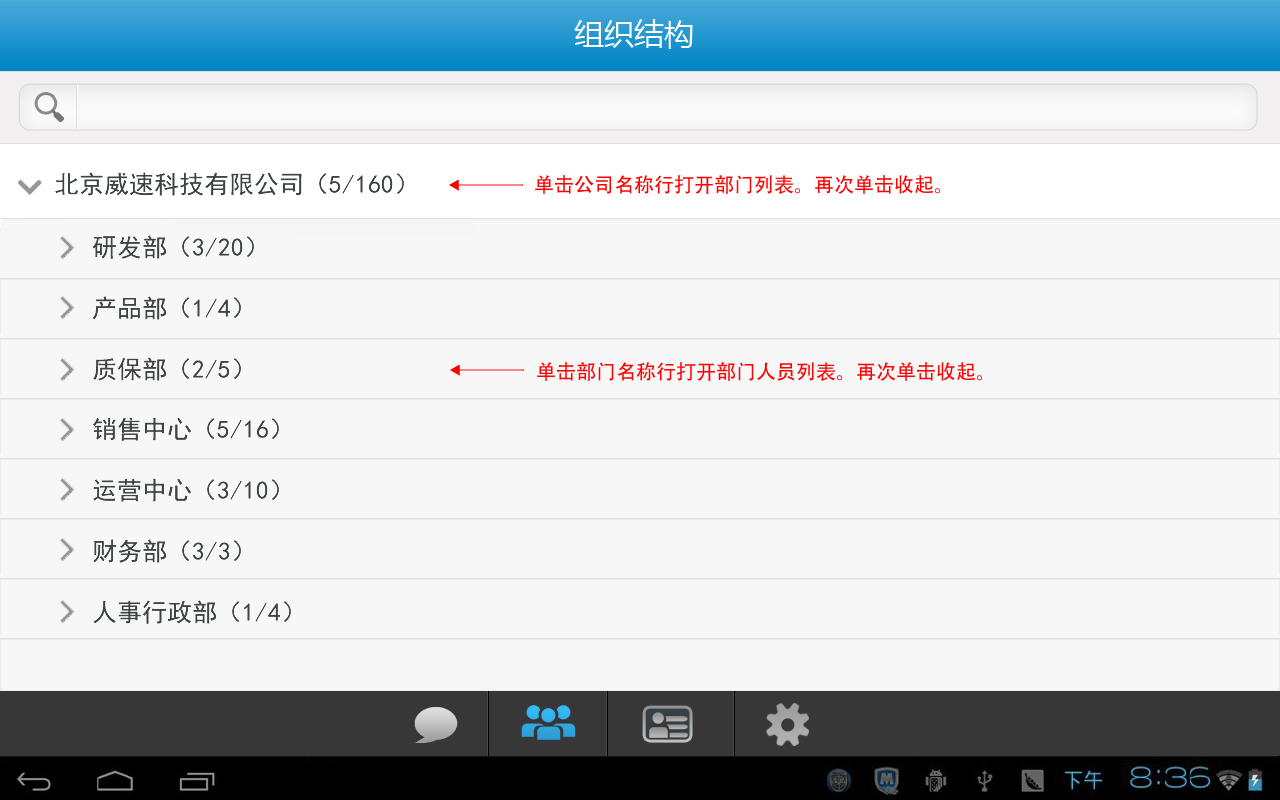 组织结构
北京威速科技有限公司（5/160）
单击公司名称行打开部门列表。再次单击收起。
研发部（3/20）
产品部（1/4）
质保部（2/5）
单击部门名称行打开部门人员列表。再次单击收起。
销售中心（5/16）
运营中心（3/10）
财务部（3/3）
人事行政部（1/4）
下午 8:36